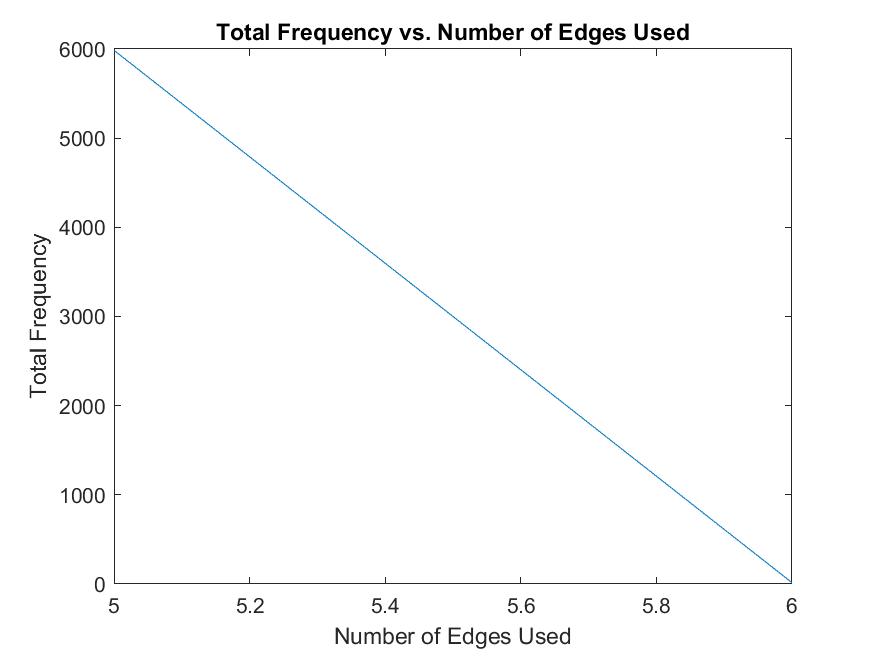 Total Frequency vs. Number of Edges Used
6000
5000
4000
3000
2000
1000
0
Total Frequency
5 5.2 5.4 5.6 5.8 6
Number of Edges Used